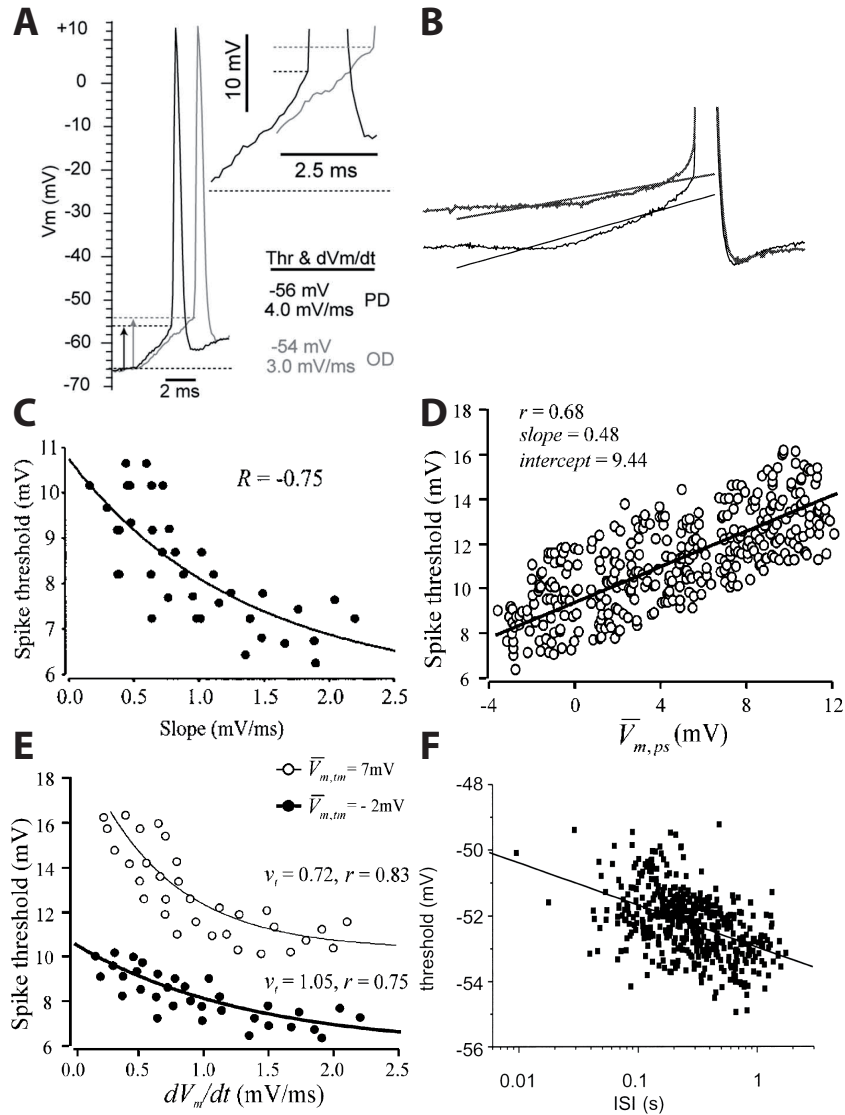 A
+10
0
-10
-20
-30
-40
-50
-60
-70
Vm (mV)
2 ms
10 mV
2.5 ms
Thr & dVm/dt
-56 mV
4.0 mV/ms
PD
-54 mV
3.0 mV/ms
OD
B
C
11
10
9
8
7
6
Spike threshold (mV)
R = -0.75
0.0 0.5 1.0 1.5 2.0 2.5
Slope (mV/ms)
D
18
16
14
12
10
8
6
Spike threshold (mV)
r = 0.68
slope = 0.48
intercept = 9.44
-4 0 4 8 12
V̅m,ps (mV)
E
18
16
14
12
10
8
6
Spike threshold (mV)
V̅m,tm = 7mV
V̅m,tm = - 2mV
vt = 0.72, r = 0.83
vt = 1.05, r = 0.75
0.0 0.5 1.0 1.5 2.0 2.5
dVm/dt (mV/ms)
F
-48
-50
-52
-54
-56
threshold (mV)
0.01 0.1 1
ISI (s)